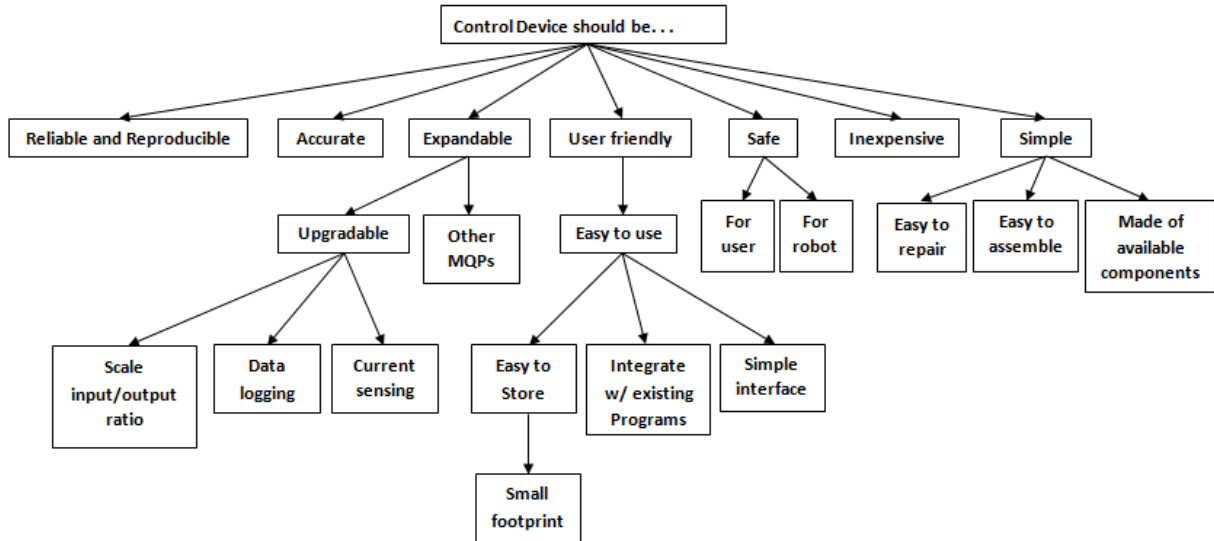 Control Device should be...
Reliable and Reproducible
Accurate
Expandable
User friendly
Safe
Inexpensive
Simple
Upgradable
Other
MQPs
Easy to use
For
user
For
robot
Easy to
repair
Easy to
assemble
Made of
available
components
Scale
input/output
ratio
Data
logging
Current
sensing
Easy to
Store
Integrate
w/ existing
Programs
Simple
interface
Small
footprint